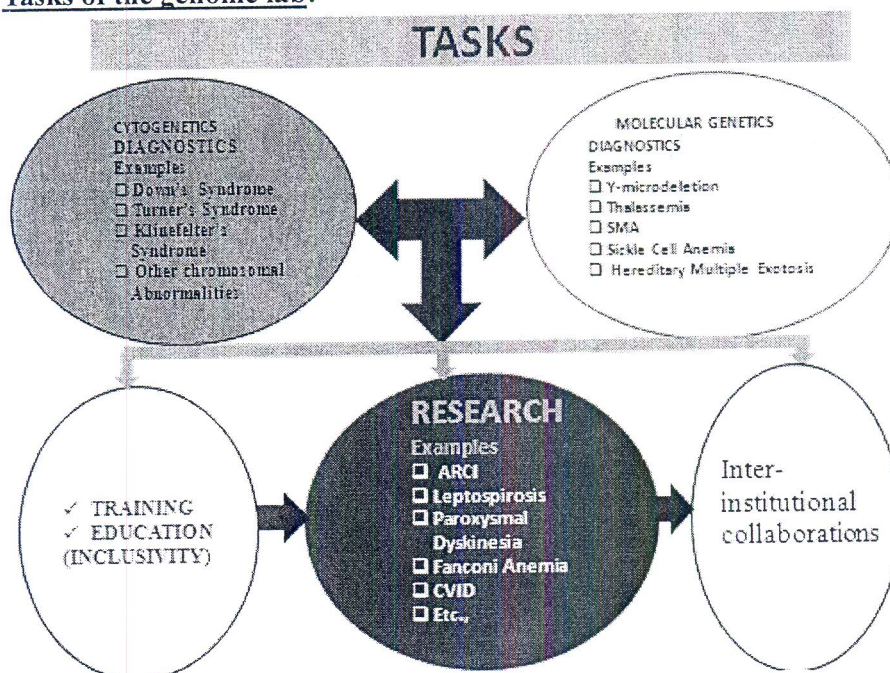 Tasks of the genome lab:
TASKS
CYTOGENETICS
DIAGNOSTICS
Examples
☐ Down's Syndrome
☐ Turner's Syndrome
☐ Klinefelter's
Syndrome
☐ Other chromosomal
Abnormalities
MOLECULAR GENETICS
DIAGNOSTICS
Examples
☐ Y-microdeletion
☐ Thalassemia
☐ SMA
☐ Sickle Cell Anemia
☐ Hereditary Multiple Exotosis
✓ TRAINING
✓ EDUCATION
(INCLUSIVITY)
RESEARCH
Examples
☐ ARCI
☐ Leptospirosis
☐ Paroxysmal
Dyskinesia
☐ Fanconi Anemia
☐ CVID
☐ Etc.,
Inter-
institutional
collaborations